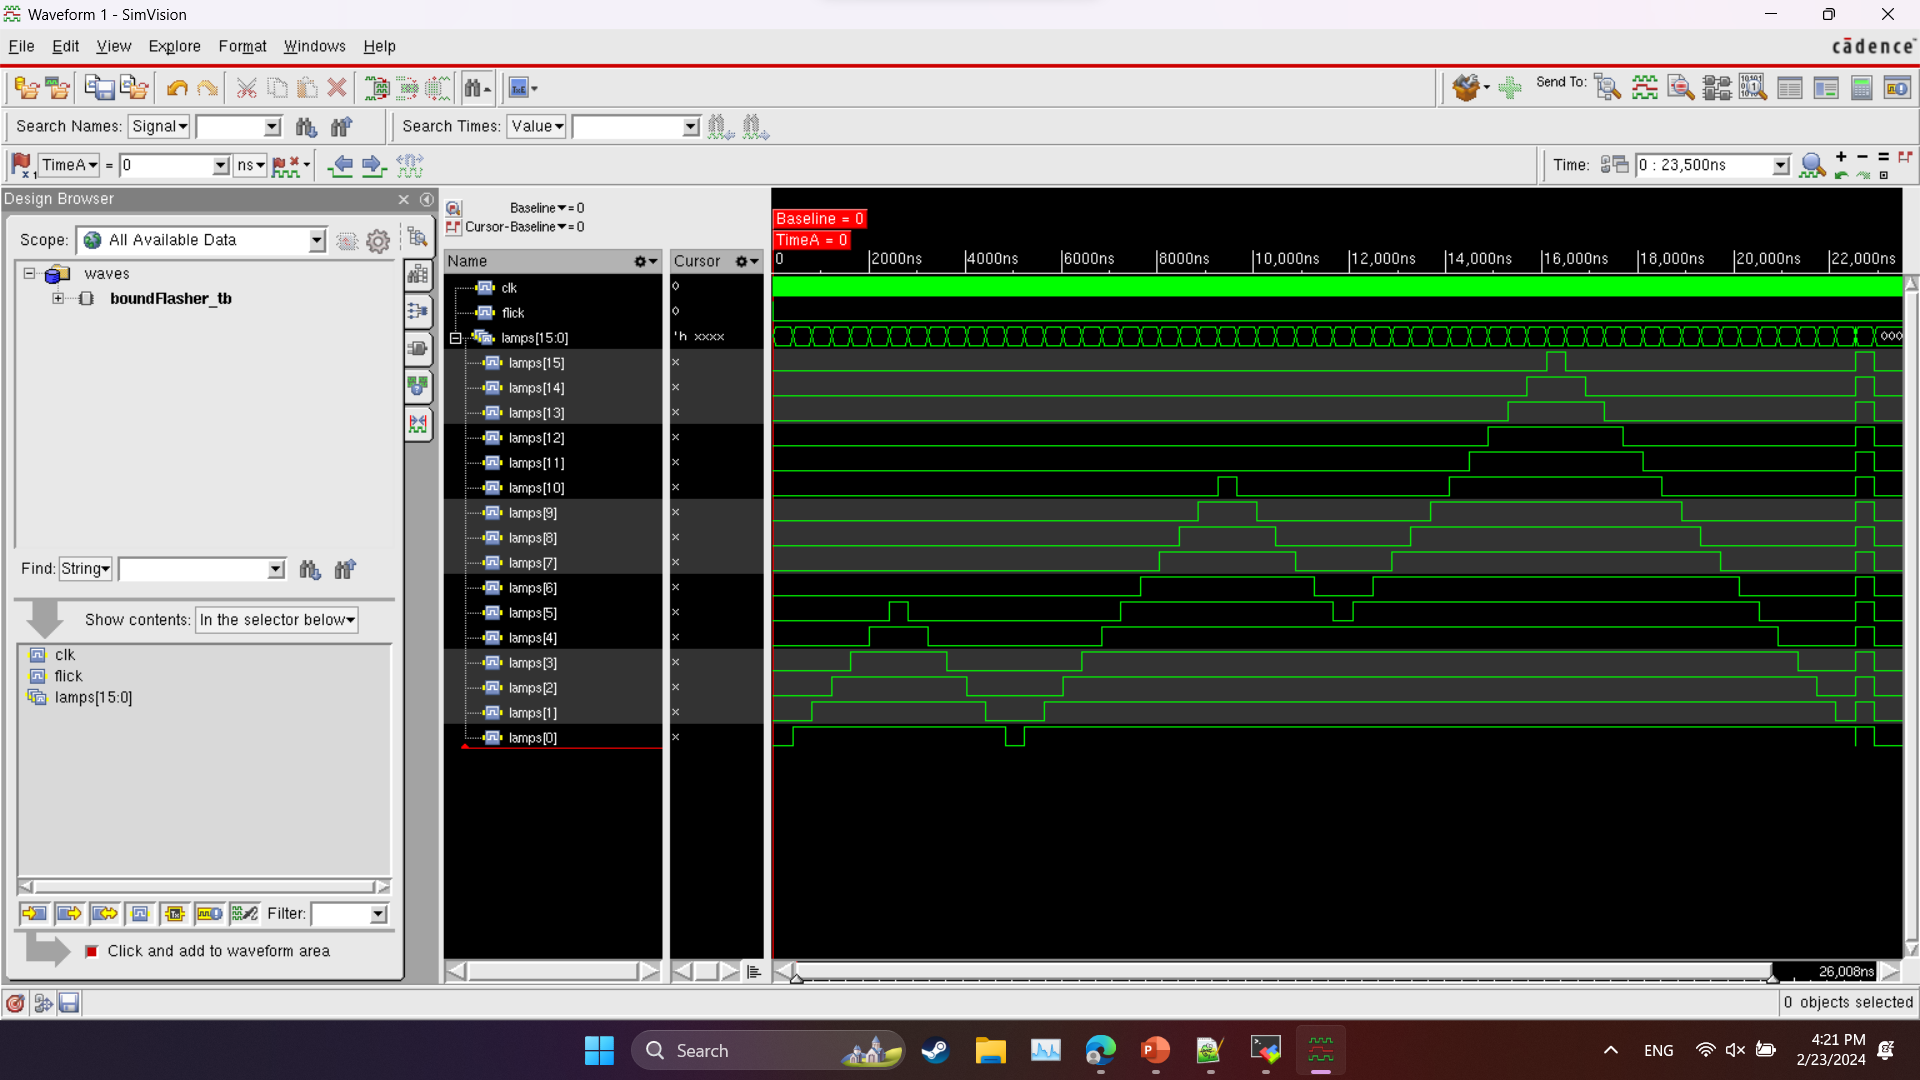 Waveform 1 - SimVision
File Edit View Explore Format Windows Help
cādence
Send To:
Search Names: Signal
Search Times: Value
TimeA = 0 ns
Time: 0 : 23,500ns
Design Browser
Scope: All Available Data
waves
boundFlasher_tb
Find: String
Show contents: In the selector below
clk
flick
lamps[15:0]
Filter:
Click and add to waveform area
Baseline = 0
Cursor-Baseline = 0
Name Cursor
clk 0
flick 0
lamps[15:0] 'h xxxx
lamps[15] x
lamps[14] x
lamps[13] x
lamps[12] x
lamps[11] x
lamps[10] x
lamps[9] x
lamps[8] x
lamps[7] x
lamps[6] x
lamps[5] x
lamps[4] x
lamps[3] x
lamps[2] x
lamps[1] x
lamps[0] x
Baseline = 0
TimeA = 0
0 2000ns 4000ns 6000ns 8000ns 10,000ns 12,000ns 14,000ns 16,000ns 18,000ns 20,000ns 22,000ns
000
26,008ns
0 objects selected
Search
ENG
4:21 PM
2/23/2024